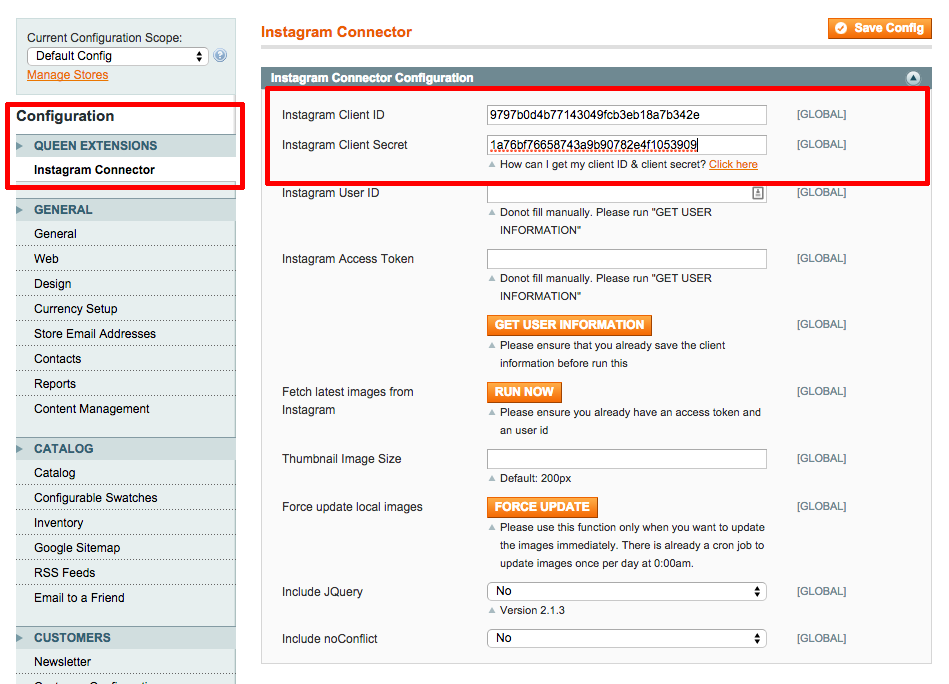 Current Configuration Scope:
Default Config
Manage Stores
Configuration
QUEEN EXTENSIONS
Instagram Connector
GENERAL
General
Web
Design
Currency Setup
Store Email Addresses
Contacts
Reports
Content Management
CATALOG
Catalog
Configurable Swatches
Inventory
Google Sitemap
RSS Feeds
Email to a Friend
CUSTOMERS
Newsletter
Instagram Connector
Save Config
Instagram Connector Configuration
Instagram Client ID 9797b0d4b77143049fcb3eb18a7b342e [GLOBAL]
Instagram Client Secret 1a76bf76658743a9b90782e4f1053909 [GLOBAL]
How can I get my client ID & client secret? Click here
Instagram User ID [GLOBAL]
Donot fill manually. Please run "GET USER
INFORMATION"
Instagram Access Token [GLOBAL]
Donot fill manually. Please run "GET USER
INFORMATION"
GET USER INFORMATION [GLOBAL]
Please ensure that you already save the client
information before run this
Fetch latest images from
Instagram
RUN NOW [GLOBAL]
Please ensure you already have an access token and
an user id
Thumbnail Image Size [GLOBAL]
Default: 200px
Force update local images FORCE UPDATE [GLOBAL]
Please use this function only when you want to update
the images immediately. There is already a cron job to
update images once per day at 0:00am.
Include JQuery No [GLOBAL]
Version 2.1.3
Include noConflict No [GLOBAL]